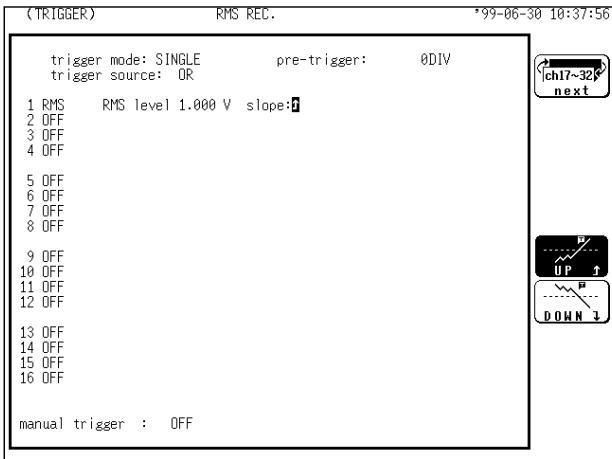 (TRIGGER) RMS REC. '99-06-30 10:37:56
trigger mode: SINGLE pre-trigger: 0DIV
trigger source: OR
ch17~32
next
1 RMS RMS level 1.000 V slope:↥
2 OFF
3 OFF
4 OFF
5 OFF
6 OFF
7 OFF
8 OFF
9 OFF
10 OFF
11 OFF
12 OFF
UP ↥
DOWN ↧
13 OFF
14 OFF
15 OFF
16 OFF
manual trigger : OFF